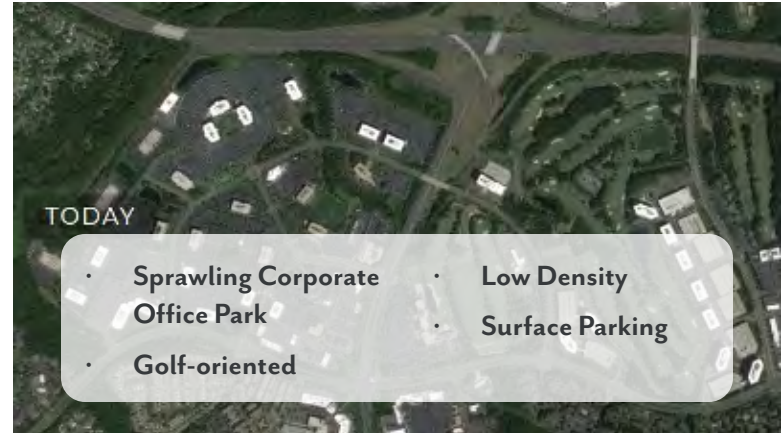 TODAY
· Sprawling Corporate
Office Park
· Golf-oriented
· Low Density
· Surface Parking